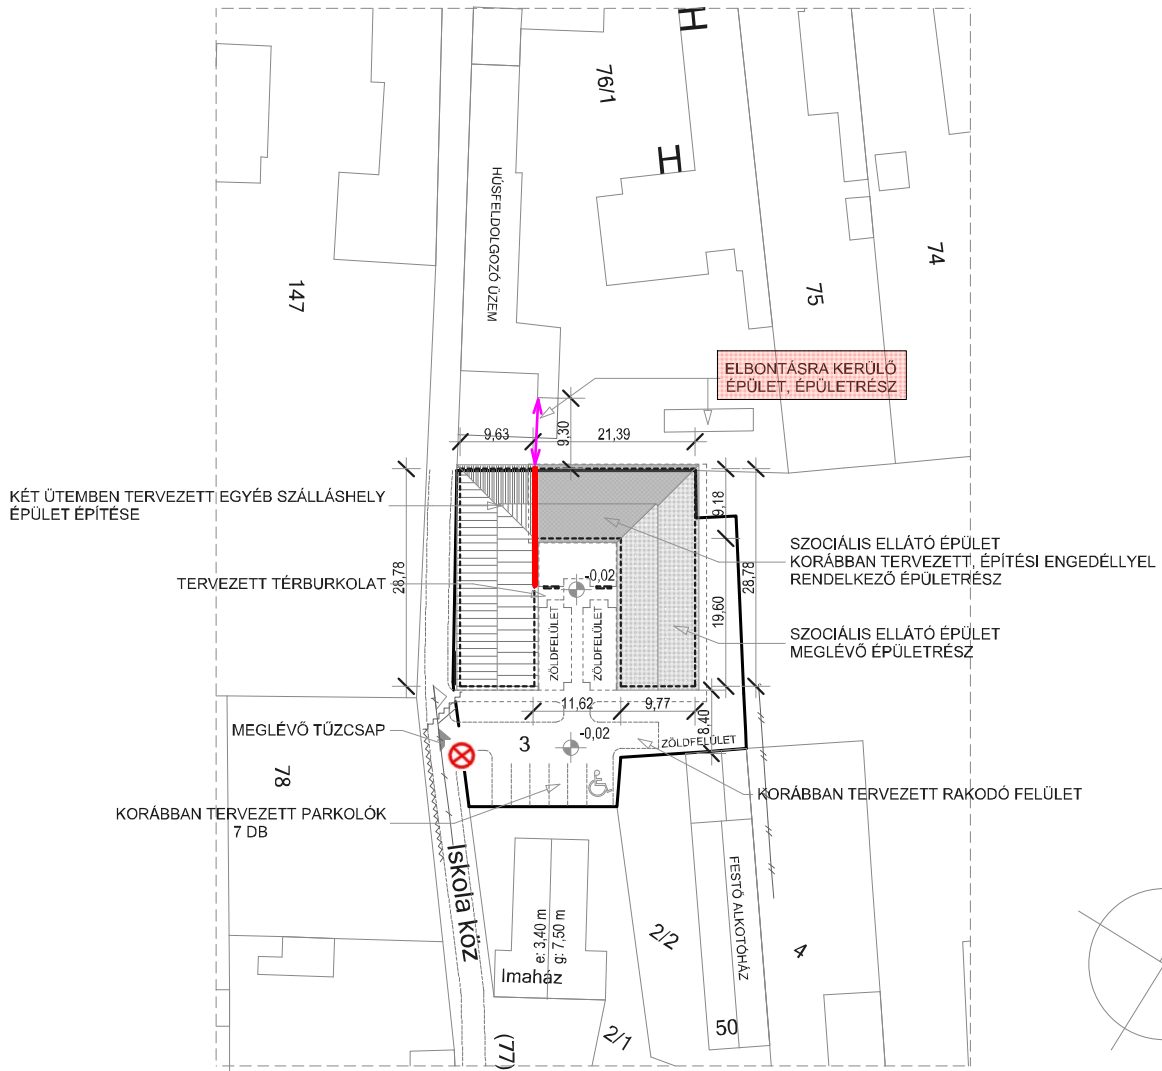 H
76/1
H
HÚSFELDOLGOZÓ ÜZEM
74
75
147
ELBONTÁSRA KERÜLŐ
ÉPÜLET, ÉPÜLETRÉSZ
9,63
9,30
21,39
KÉT ÜTEMBEN TERVEZETT EGYÉB SZÁLLÁSHELY
ÉPÜLET ÉPÍTÉSE
9,18
SZOCIÁLIS ELLÁTÓ ÉPÜLET
KORÁBBAN TERVEZETT, ÉPÍTÉSI ENGEDÉLLYEL
RENDELKEZŐ ÉPÜLETRÉSZ
TERVEZETT TÉRBURKOLAT
28,78
-0,02
28,78
19,60
ZÖLDFELÜLET
ZÖLDFELÜLET
SZOCIÁLIS ELLÁTÓ ÉPÜLET
MEGLÉVŐ ÉPÜLETRÉSZ
11,62
9,77
8,40
MEGLÉVŐ TŰZCSAP
3
-0,02
ZÖLDFELÜLET
78
KORÁBBAN TERVEZETT RAKODÓ FELÜLET
KORÁBBAN TERVEZETT PARKOLÓK
7 DB
Iskola köz
e: 3,40 m
g: 7,50 m
Imaház
2/2
FESTŐ ALKOTÓHÁZ
4
50
2/1
(77)